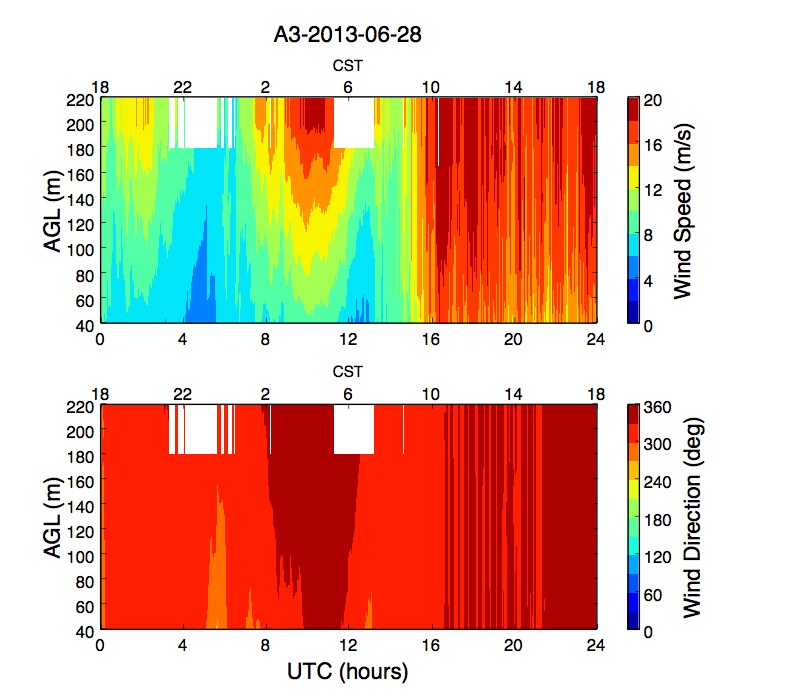 A3-2013-06-28
CST
18 22 2 6 10 14 18
220
200
180
160
140
120
100
80
60
40
AGL (m)
0 4 8 12 16 20 24
20
16
12
8
4
0
Wind Speed (m/s)
CST
18 22 2 6 10 14 18
220
200
180
160
140
120
100
80
60
40
AGL (m)
0 4 8 12 16 20 24
UTC (hours)
360
300
240
180
120
60
0
Wind Direction (deg)